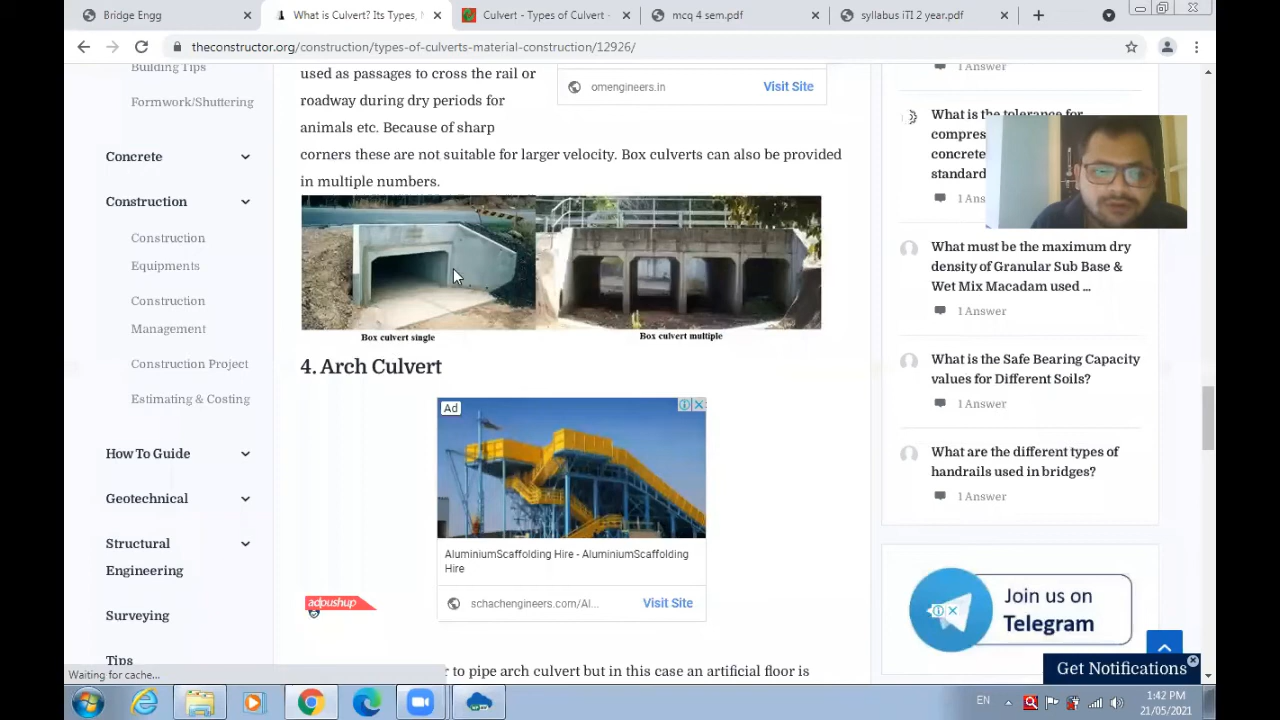 Bridge Engg
What is Culvert? Its Types, M
Culvert - Types of Culvert -
mcq 4 sem.pdf
syllabus iTI 2 year.pdf
theconstructor.org/construction/types-of-culverts-material-construction/12926/
Building Tips
Formwork/Shuttering
Concrete
Construction
Construction
Equipments
Construction
Management
Construction Project
Estimating & Costing
How To Guide
Geotechnical
Structural
Engineering
Surveying
Tips
used as passages to cross the rail or
roadway during dry periods for
animals etc. Because of sharp
corners these are not suitable for larger velocity. Box culverts can also be provided
in multiple numbers.
omengineers.in
Visit Site
Box culvert single
Box culvert multiple
4. Arch Culvert
Ad
AluminiumScaffolding Hire - AluminiumScaffolding
Hire
schachengineers.com/Al...
Visit Site
adpushup
r to pipe arch culvert but in this case an artificial floor is
1 Answer
What is the tolerance for
compres
concrete
standard
1 Ans
What must be the maximum dry
density of Granular Sub Base &
Wet Mix Macadam used ...
1 Answer
What is the Safe Bearing Capacity
values for Different Soils?
1 Answer
What are the different types of
handrails used in bridges?
1 Answer
Join us on
Telegram
Get Notifications
Waiting for cache...
EN
1:42 PM
21/05/2021